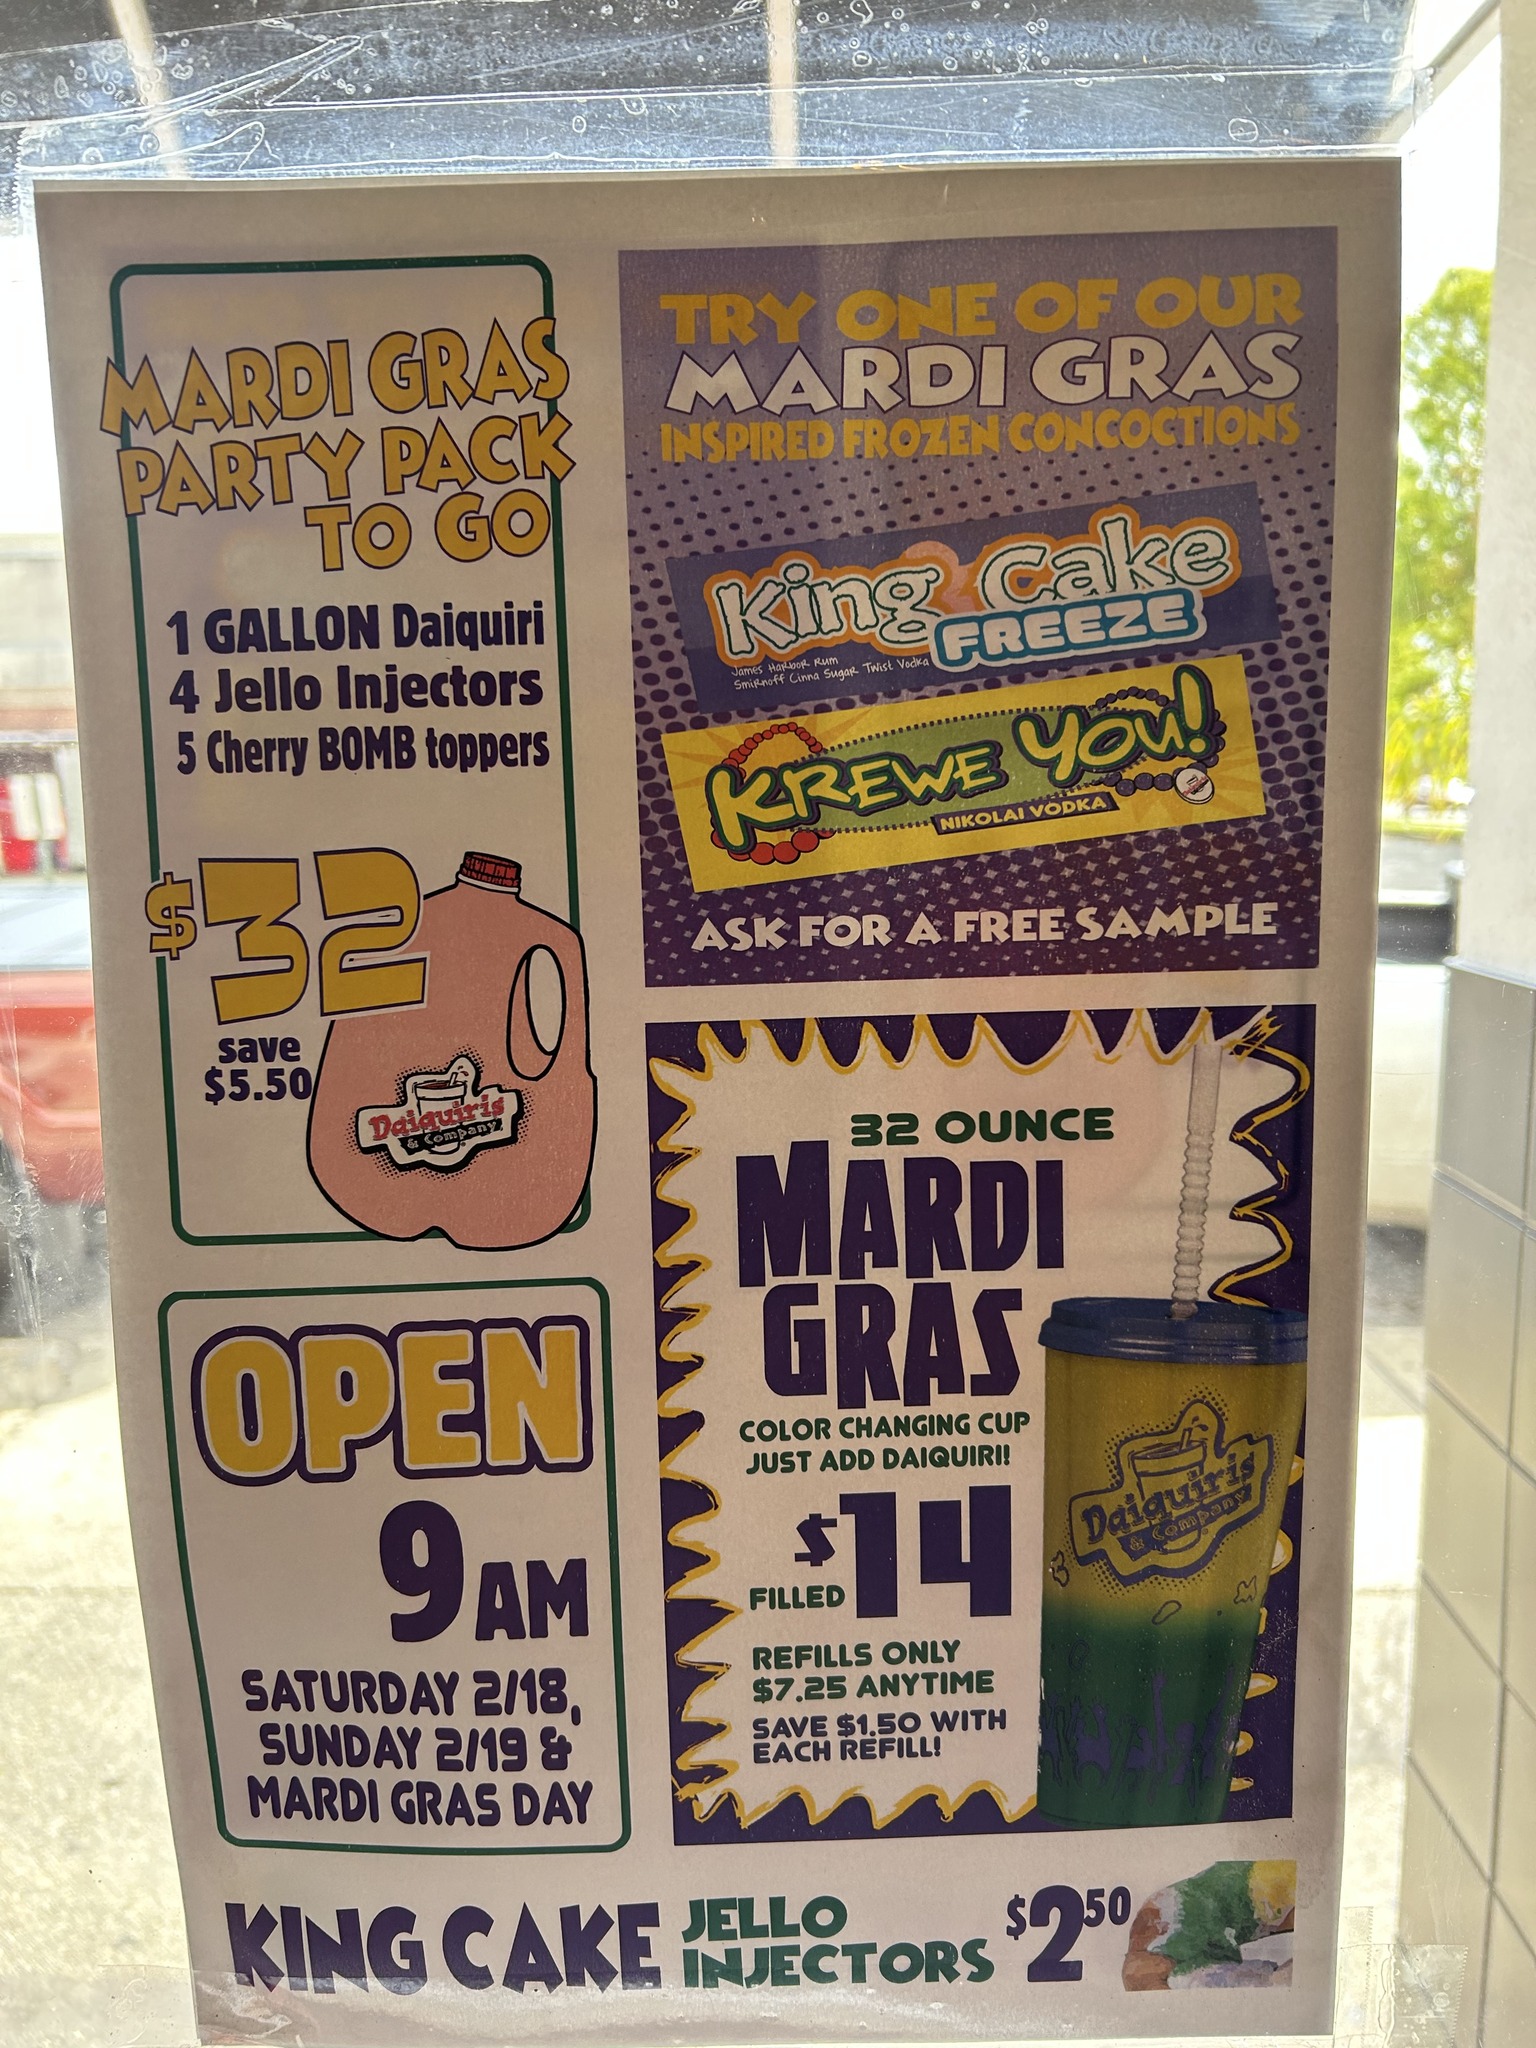 MARDI GRAS
PARTY PACK
TO GO
1 GALLON Daiquiri
4 Jello Injectors
5 Cherry BOMB toppers
$32
save
$5.50
Daiquiris
& Company
OPEN
9 AM
SATURDAY 2/18,
SUNDAY 2/19 &
MARDI GRAS DAY
TRY ONE OF OUR
MARDI GRAS
INSPIRED FROZEN CONCOCTIONS
King Cake
FREEZE
James Harbor Rum
Smirnoff Cinna Sugar Twist Vodka
KREWE YOU!
NIKOLAI VODKA
ASK FOR A FREE SAMPLE
32 OUNCE
MARDI
GRAS
COLOR CHANGING CUP
JUST ADD DAIQUIRI!
$14
FILLED
REFILLS ONLY
$7.25 ANYTIME
SAVE $1.50 WITH
EACH REFILL!
Daiquiris
& Company
KING CAKE JELLO INJECTORS $2.50